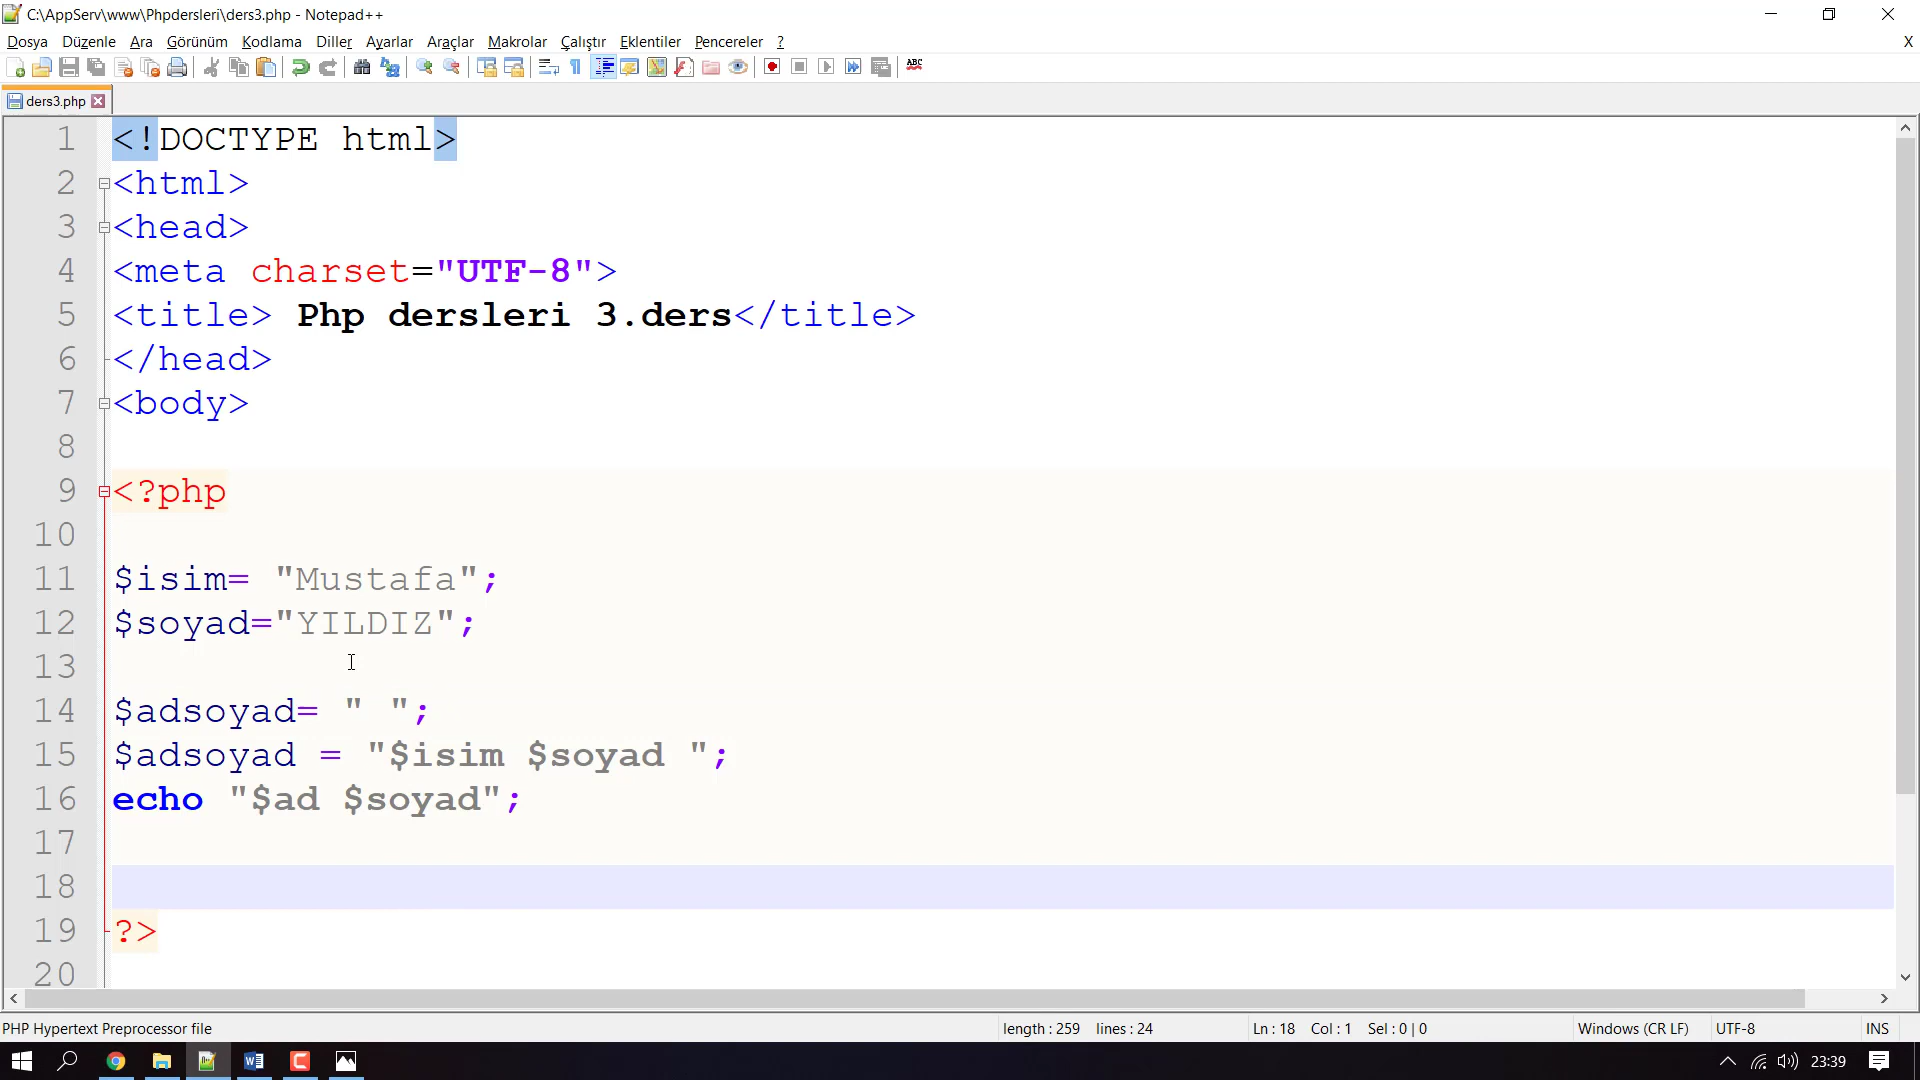 C:\AppServ\www\Phpdersleri\ders3.php - Notepad++
Dosya Düzenle Ara Görünüm Kodlama Diller Ayarlar Araçlar Makrolar Çalıştır Eklentiler Pencereler ? X
ABC
ders3.php
1 <!DOCTYPE html>
2 <html>
3 <head>
4 <meta charset="UTF-8">
5 <title> Php dersleri 3.ders</title>
6 </head>
7 <body>
8
9 <?php
10
11 $isim= "Mustafa";
12 $soyad="YILDIZ";
13
14 $adsoyad= " ";
15 $adsoyad = "$isim $soyad ";
16 echo "$ad $soyad";
17
18
19 ?>
20
PHP Hypertext Preprocessor file length : 259 lines : 24 Ln : 18 Col : 1 Sel : 0 | 0 Windows (CR LF) UTF-8 INS
23:39